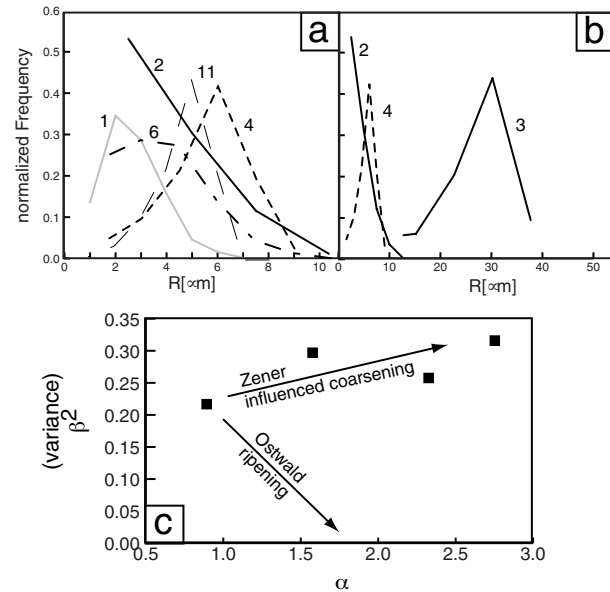 normalized Frequency
0.6
0.5
0.4
0.3
0.2
0.1
0.0
a
2
11
1
6
4
0 2 4 6 8 10
R[∝m]
b
2
4
3
0 10 20 30 40 50
R[∝m]
(variance)
β2
0.35
0.30
0.25
0.20
0.15
0.10
0.05
0.00
Zener
influenced coarsening
Ostwald
ripening
c
0.5 1.0 1.5 2.0 2.5 3.0
α